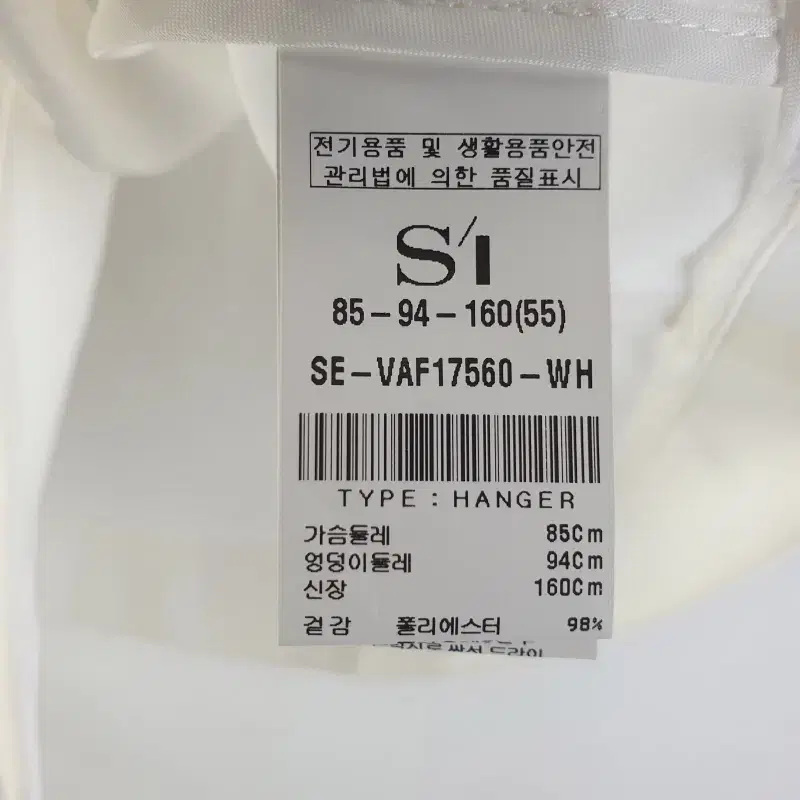 전기용품 및 생활용품안전
관리법에 의한 품질표시
S/I
85-94-160(55)
SE-VAF17560-WH
TYPE : HANGER
가슴둘레 85Cm
엉덩이둘레 94Cm
신장 160Cm
겉감 폴리에스터 98%